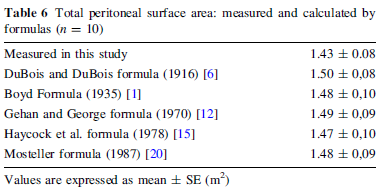 Table 6 Total peritoneal surface area: measured and calculated by
formulas (n = 10)
Measured in this study 1.43 ± 0.08
DuBois and DuBois formula (1916) [6] 1.50 ± 0,08
Boyd Formula (1935) [1] 1.48 ± 0,10
Gehan and George formula (1970) [12] 1.49 ± 0,09
Haycock et al. formula (1978) [15] 1.47 ± 0,10
Mosteller formula (1987) [20] 1.48 ± 0,09
Values are expressed as mean ± SE (m²)